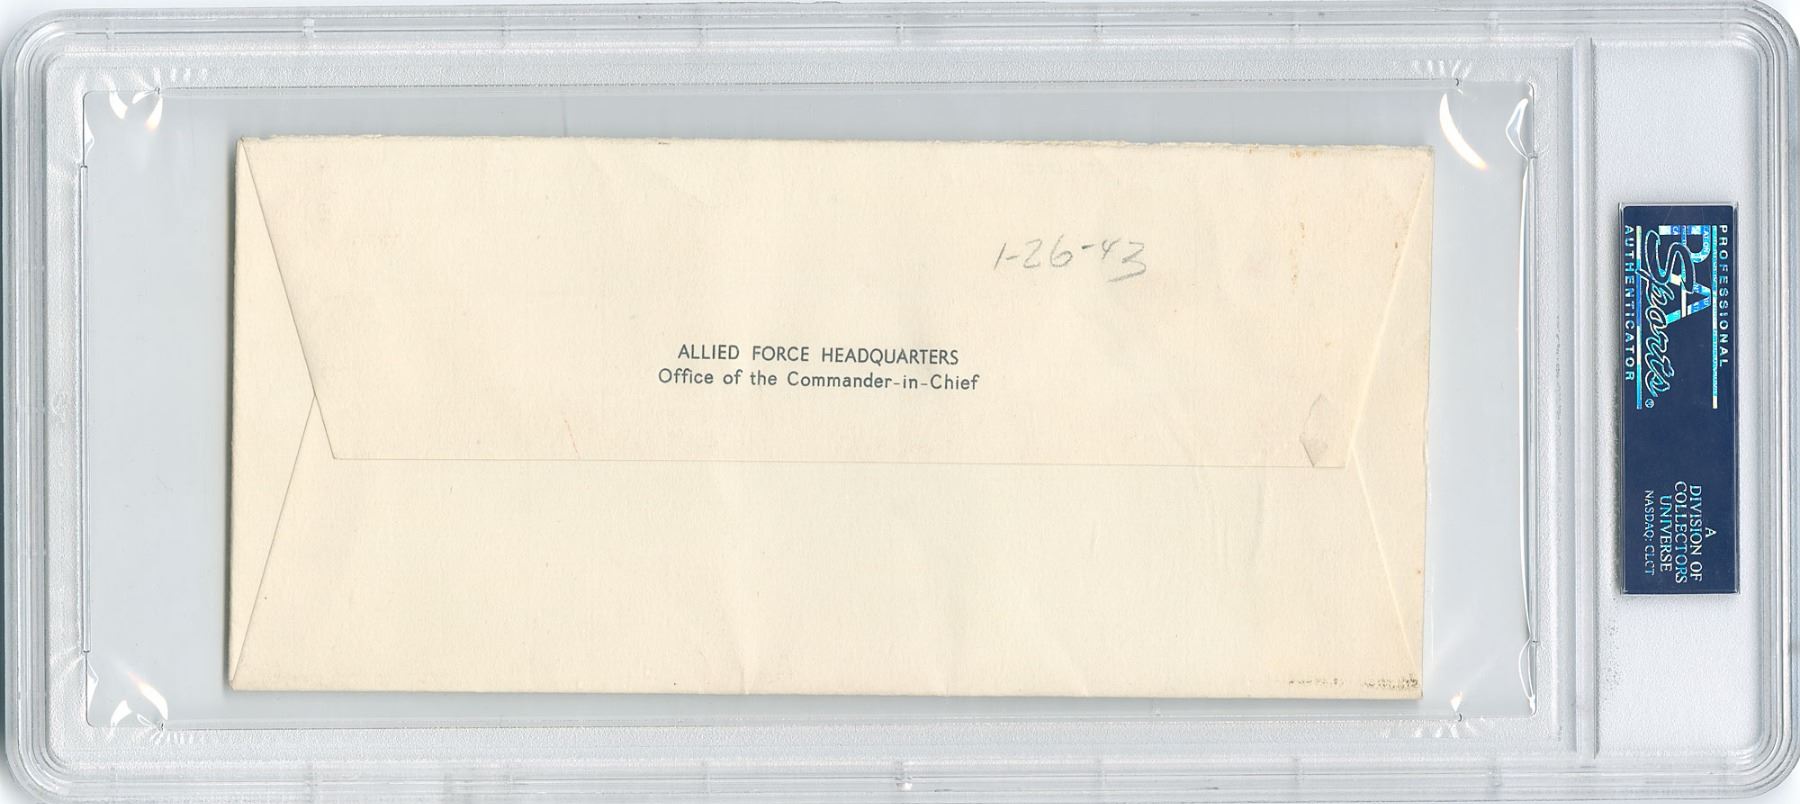 1-26-43
ALLIED FORCE HEADQUARTERS
Office of the Commander-in-Chief
PROFESSIONAL
PSA
Sports
AUTHENTICATOR
A
DIVISION OF
COLLECTORS
UNIVERSE
NASDAQ: CLCT